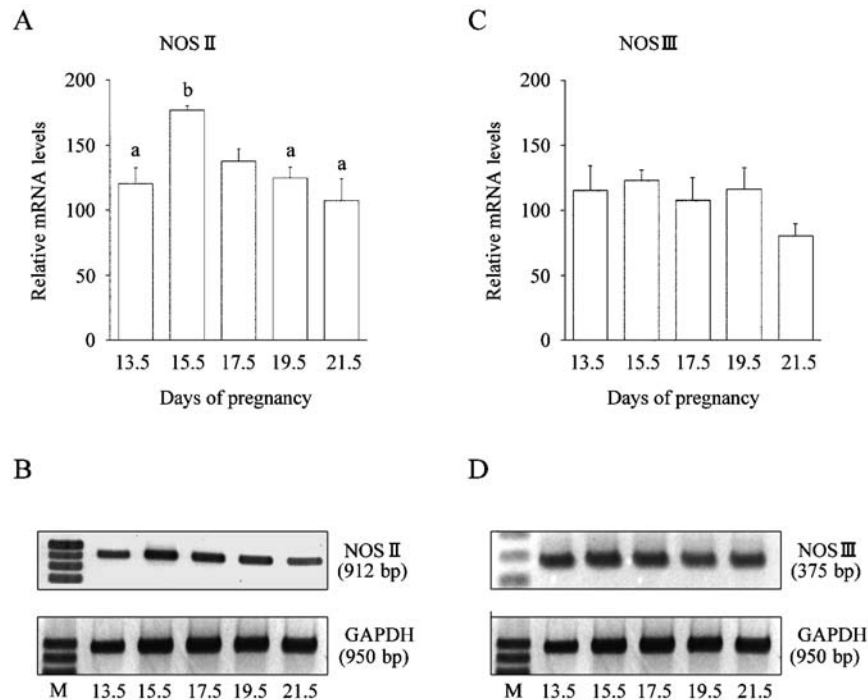 A
NOS Ⅱ
Relative mRNA levels
200
150
100
50
0
a
b
a
a
13.5 15.5 17.5 19.5 21.5
Days of pregnancy
C
NOS Ⅲ
Relative mRNA levels
200
150
100
50
0
13.5 15.5 17.5 19.5 21.5
Days of pregnancy
B
NOS Ⅱ
(912 bp)
GAPDH
(950 bp)
M 13.5 15.5 17.5 19.5 21.5
D
NOS Ⅲ
(375 bp)
GAPDH
(950 bp)
M 13.5 15.5 17.5 19.5 21.5